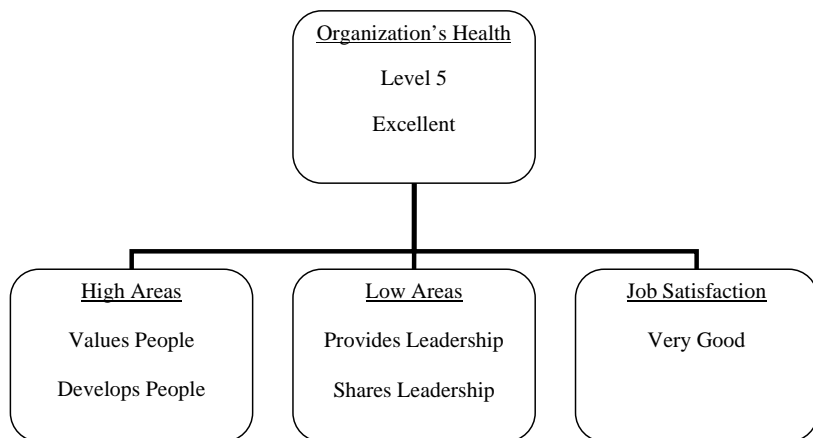 Organization’s Health
Level 5
Excellent
High Areas
Values People
Develops People
Low Areas
Provides Leadership
Shares Leadership
Job Satisfaction
Very Good